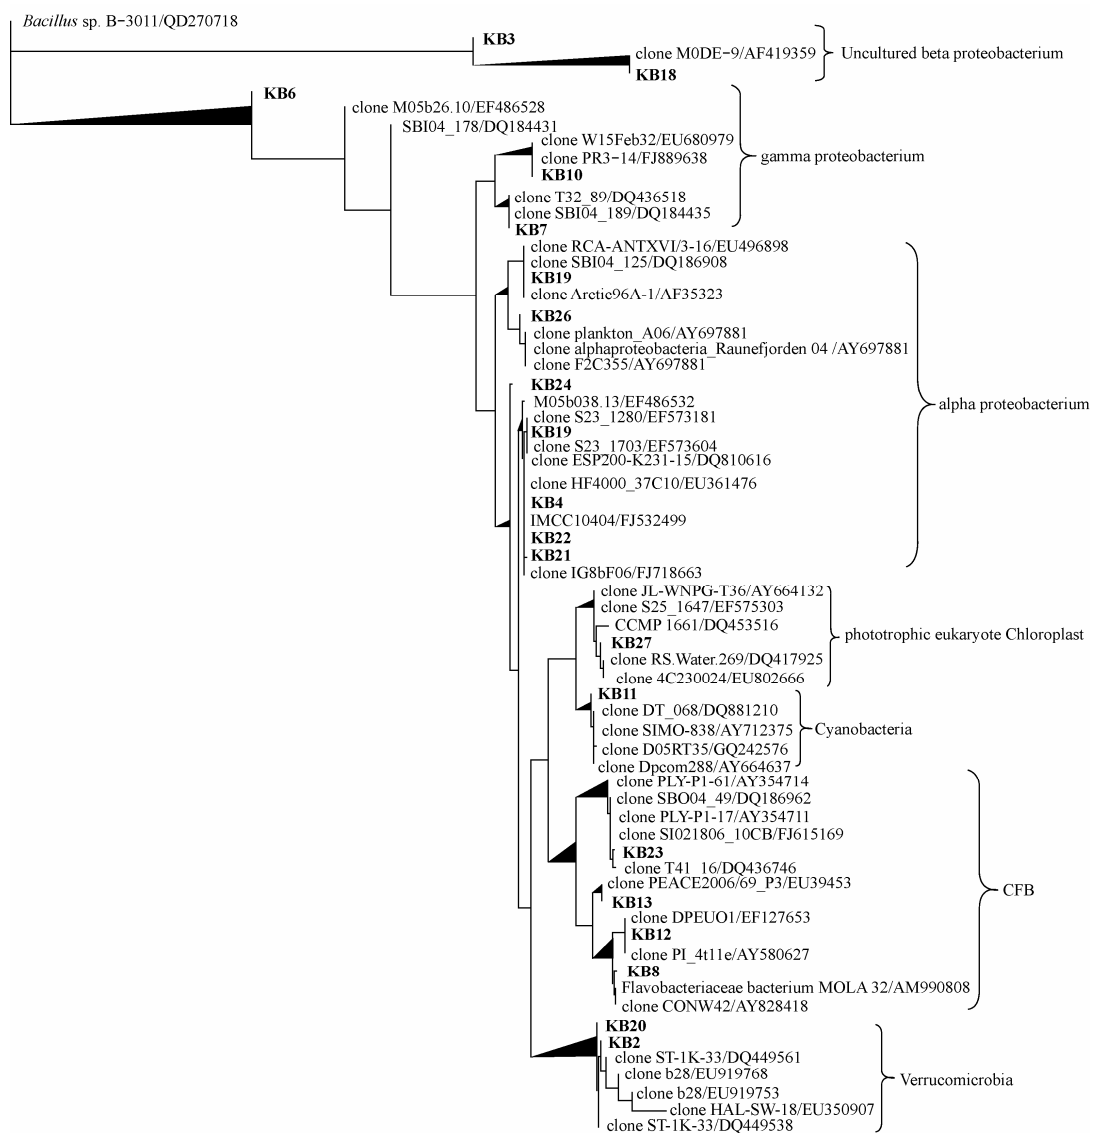 Bacillus sp. B−3011/QD270718
KB3
clone M0DE−9/AF419359
Uncultured beta proteobacterium
KB18
KB6
clone M05b26.10/EF486528
SBI04_178/DQ184431
clone W15Feb32/EU680979
clone PR3−14/FJ889638
gamma proteobacterium
KB10
clone T32_89/DQ436518
clone SBI04_189/DQ184435
KB7
clone RCA-ANTXVI/3-16/EU496898
clone SBI04_125/DQ186908
KB19
clone Arctic96A-1/AF35323
KB26
clone plankton_A06/AY697881
clone alphaproteobacteria_Raunefjorden 04 /AY697881
clone F2C355/AY697881
KB24
M05b038.13/EF486532
alpha proteobacterium
clone S23_1280/EF573181
KB19
clone S23_1703/EF573604
clone ESP200-K231-15/DQ810616
clone HF4000_37C10/EU361476
KB4
IMCC10404/FJ532499
KB22
KB21
clone IG8bF06/FJ718663
clone JL-WNPG-T36/AY664132
clone S25_1647/EF575303
CCMP 1661/DQ453516
phototrophic eukaryote Chloroplast
KB27
clone RS.Water.269/DQ417925
clone 4C230024/EU802666
KB11
clone DT_068/DQ881210
clone SIMO-838/AY712375
Cyanobacteria
clone D05RT35/GQ242576
clone Dpcom288/AY664637
clone PLY-P1-61/AY354714
clone SBO04_49/DQ186962
clone PLY-P1-17/AY354711
clone SI021806_10CB/FJ615169
KB23
clone T41_16/DQ436746
clone PEACE2006/69_P3/EU39453
CFB
KB13
clone DPEUO1/EF127653
KB12
clone PI_4t11e/AY580627
KB8
Flavobacteriaceae bacterium MOLA 32/AM990808
clone CONW42/AY828418
KB20
KB2
clone ST-1K-33/DQ449561
clone b28/EU919768
Verrucomicrobia
clone b28/EU919753
clone HAL-SW-18/EU350907
clone ST-1K-33/DQ449538